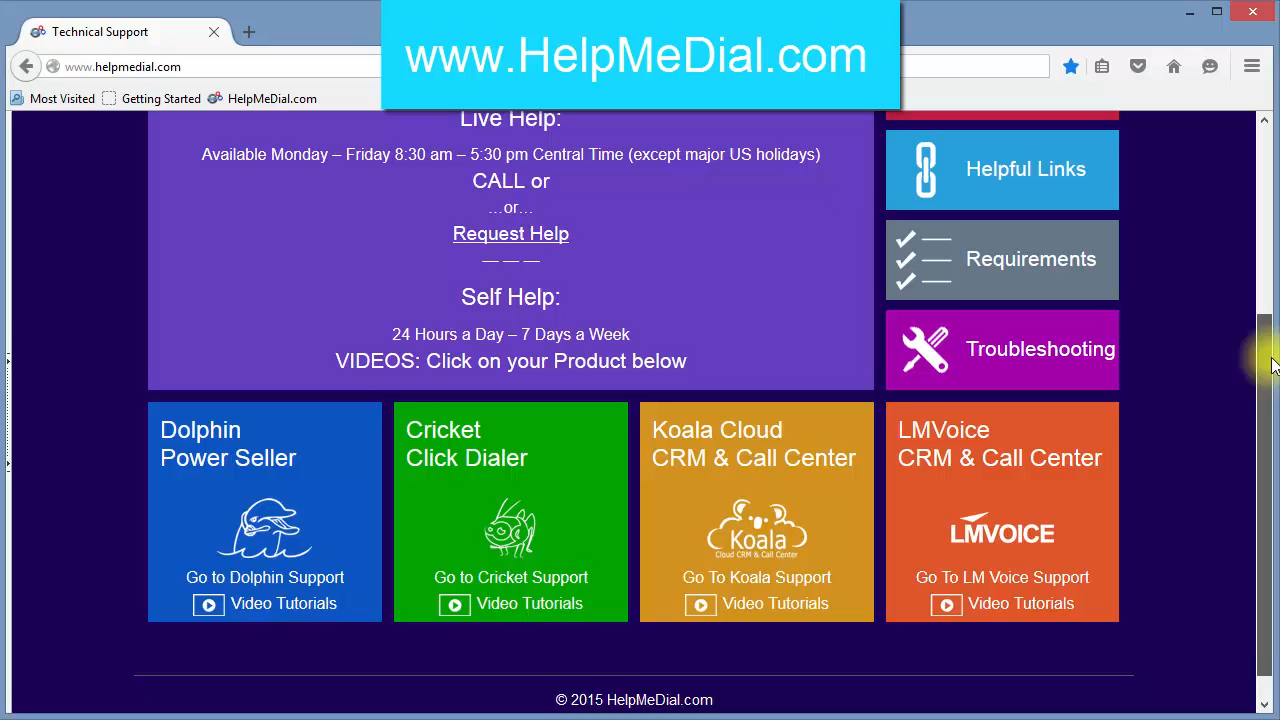 Technical Support
www.HelpMeDial.com
www.helpmedial.com
Most Visited
Getting Started
HelpMeDial.com
Live Help:
Available Monday – Friday 8:30 am – 5:30 pm Central Time (except major US holidays)
CALL or
...or...
Request Help
— — —
Self Help:
24 Hours a Day – 7 Days a Week
VIDEOS: Click on your Product below
Helpful Links
Requirements
Troubleshooting
Dolphin
Power Seller
Go to Dolphin Support
Video Tutorials
Cricket
Click Dialer
Go to Cricket Support
Video Tutorials
Koala Cloud
CRM & Call Center
Koala
Cloud CRM & Call Center
Go To Koala Support
Video Tutorials
LMVoice
CRM & Call Center
LMVOICE
Go To LM Voice Support
Video Tutorials
© 2015 HelpMeDial.com